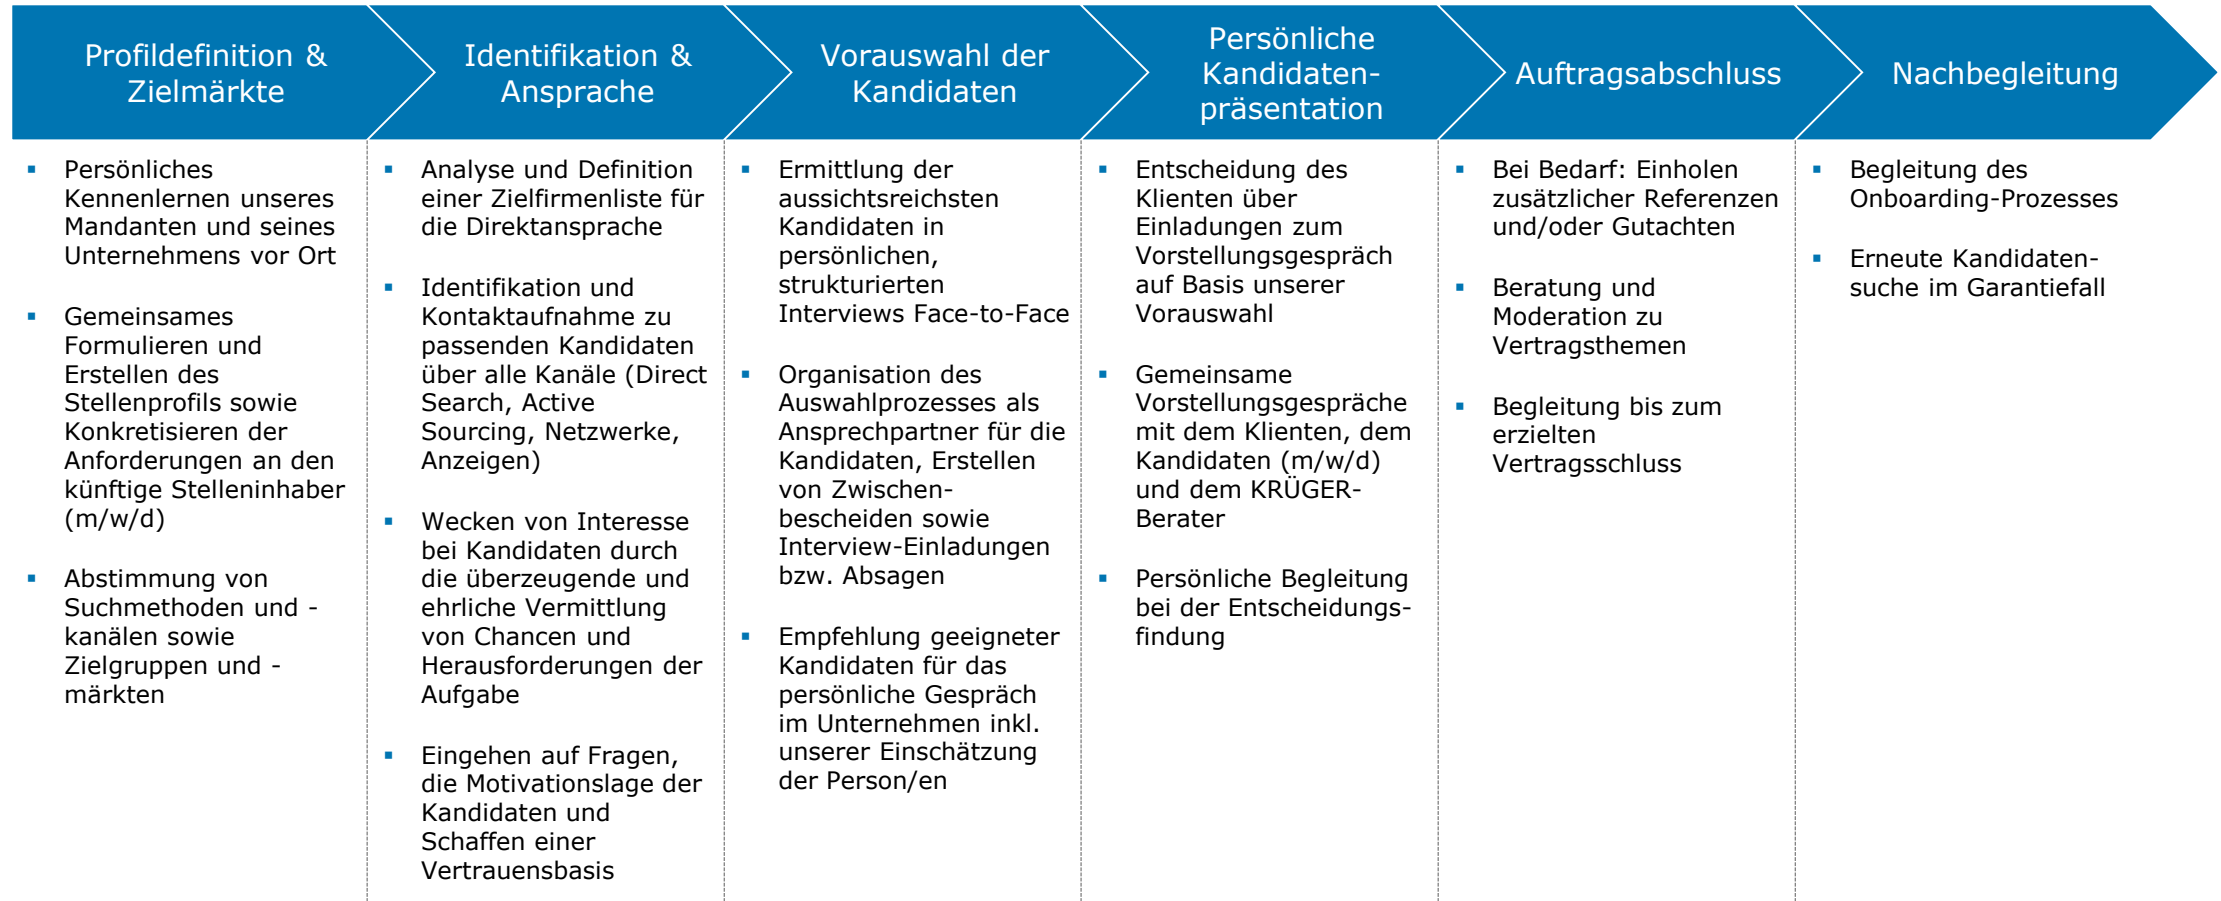 Profildefinition &
Zielmärkte
Identifikation &
Ansprache
Vorauswahl der
Kandidaten
Persönliche
Kandidaten-
präsentation
Auftragsabschluss
Nachbegleitung
▪ Persönliches
Kennenlernen unseres
Mandanten und seines
Unternehmens vor Ort
▪ Gemeinsames
Formulieren und
Erstellen des
Stellenprofils sowie
Konkretisieren der
Anforderungen an den
künftige Stelleninhaber
(m/w/d)
▪ Abstimmung von
Suchmethoden und -
kanälen sowie
Zielgruppen und -
märkten
▪ Analyse und Definition
einer Zielfirmenliste für
die Direktansprache
▪ Identifikation und
Kontaktaufnahme zu
passenden Kandidaten
über alle Kanäle (Direct
Search, Active
Sourcing, Netzwerke,
Anzeigen)
▪ Wecken von Interesse
bei Kandidaten durch
die überzeugende und
ehrliche Vermittlung
von Chancen und
Herausforderungen der
Aufgabe
▪ Eingehen auf Fragen,
die Motivationslage der
Kandidaten und
Schaffen einer
Vertrauensbasis
▪ Ermittlung der
aussichtsreichsten
Kandidaten in
persönlichen,
strukturierten
Interviews Face-to-Face
▪ Organisation des
Auswahlprozesses als
Ansprechpartner für die
Kandidaten, Erstellen
von Zwischen-
bescheiden sowie
Interview-Einladungen
bzw. Absagen
▪ Empfehlung geeigneter
Kandidaten für das
persönliche Gespräch
im Unternehmen inkl.
unserer Einschätzung
der Person/en
▪ Entscheidung des
Klienten über
Einladungen zum
Vorstellungsgespräch
auf Basis unserer
Vorauswahl
▪ Gemeinsame
Vorstellungsgespräche
mit dem Klienten, dem
Kandidaten (m/w/d)
und dem KRÜGER-
Berater
▪ Persönliche Begleitung
bei der Entscheidungs-
findung
▪ Bei Bedarf: Einholen
zusätzlicher Referenzen
und/oder Gutachten
▪ Beratung und
Moderation zu
Vertragsthemen
▪ Begleitung bis zum
erzielten
Vertragsschluss
▪ Begleitung des
Onboarding-Prozesses
▪ Erneute Kandidaten-
suche im Garantiefall